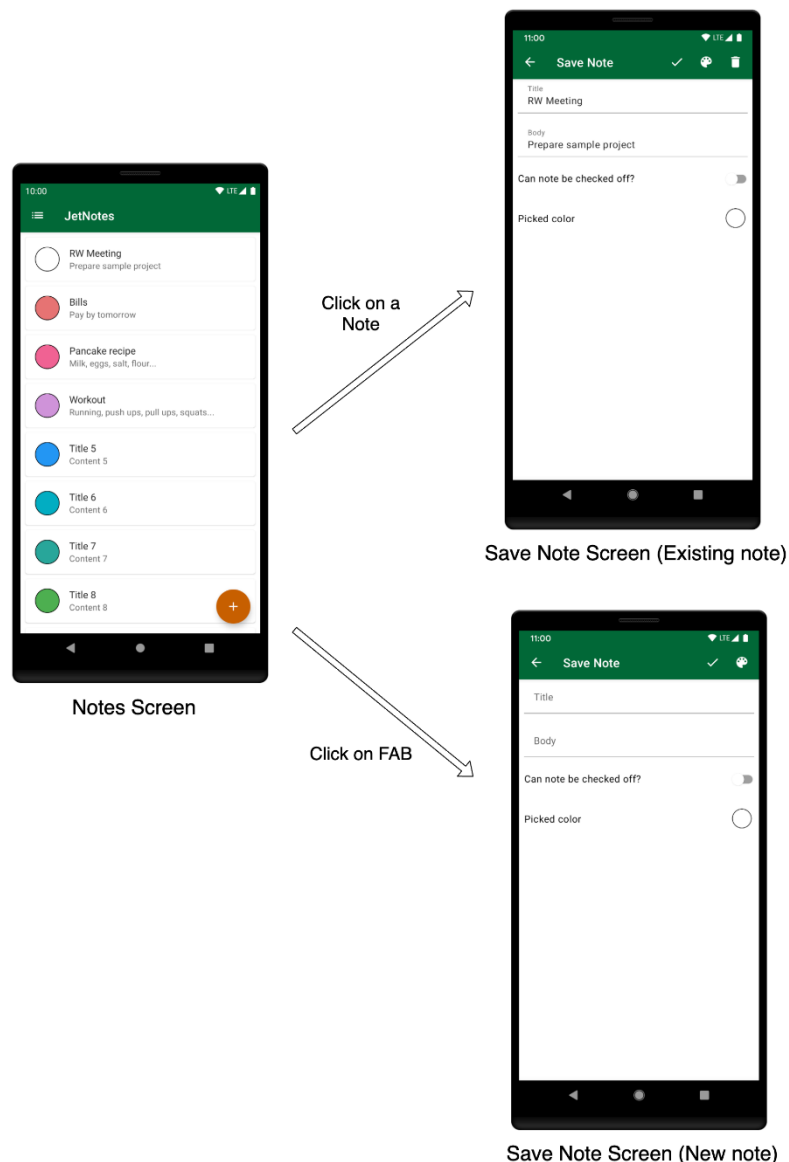 10:00
LTE
JetNotes
RW Meeting
Prepare sample project
Bills
Pay by tomorrow
Pancake recipe
Milk, eggs, salt, flour...
Workout
Running, push ups, pull ups, squats...
Title 5
Content 5
Title 6
Content 6
Title 7
Content 7
Title 8
Content 8
Notes Screen
Click on a
Note
11:00
LTE
Save Note
Title
RW Meeting
Body
Prepare sample project
Can note be checked off?
Picked color
Save Note Screen (Existing note)
Click on FAB
11:00
LTE
Save Note
Title
Body
Can note be checked off?
Picked color
Save Note Screen (New note)